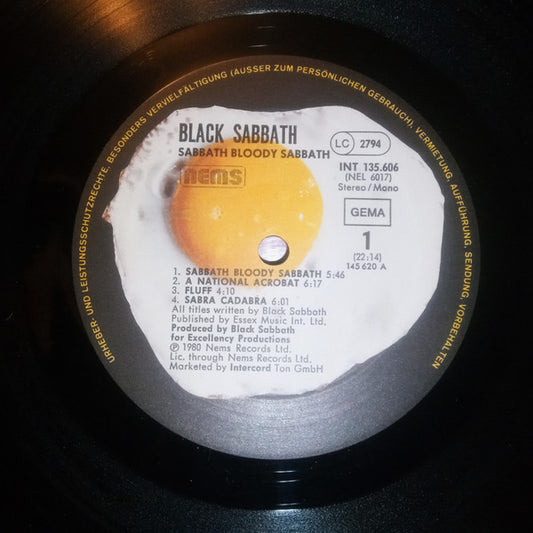 URHEBER- UND LEISTUNGSSCHUTZRECHTE, BESONDERS VERVIELFÄLTIGUNG (AUSSER ZUM PERSÖNLICHEN GEBRAUCH), VERMIETUNG, AUFFÜHRUNG, SENDUNG, VORBEHALTEN
BLACK SABBATH
SABBATH BLOODY SABBATH
LC 2794
nems
INT 135.606
(NEL 6017)
Stereo/Mono
GEMA
1
(22:14)
145 620 A
1. SABBATH BLOODY SABBATH 5:46
2. A NATIONAL ACROBAT 6:17
3. FLUFF 4:10
4. SABRA CADABRA 6:01
All titles written by Black Sabbath
Published by Essex Music Int. Ltd.
Produced by Black Sabbath
for Excellency Productions
Ⓟ 1980 Nems Records Ltd.
Lic. through Nems Records Ltd.
Marketed by Intercord Ton GmbH